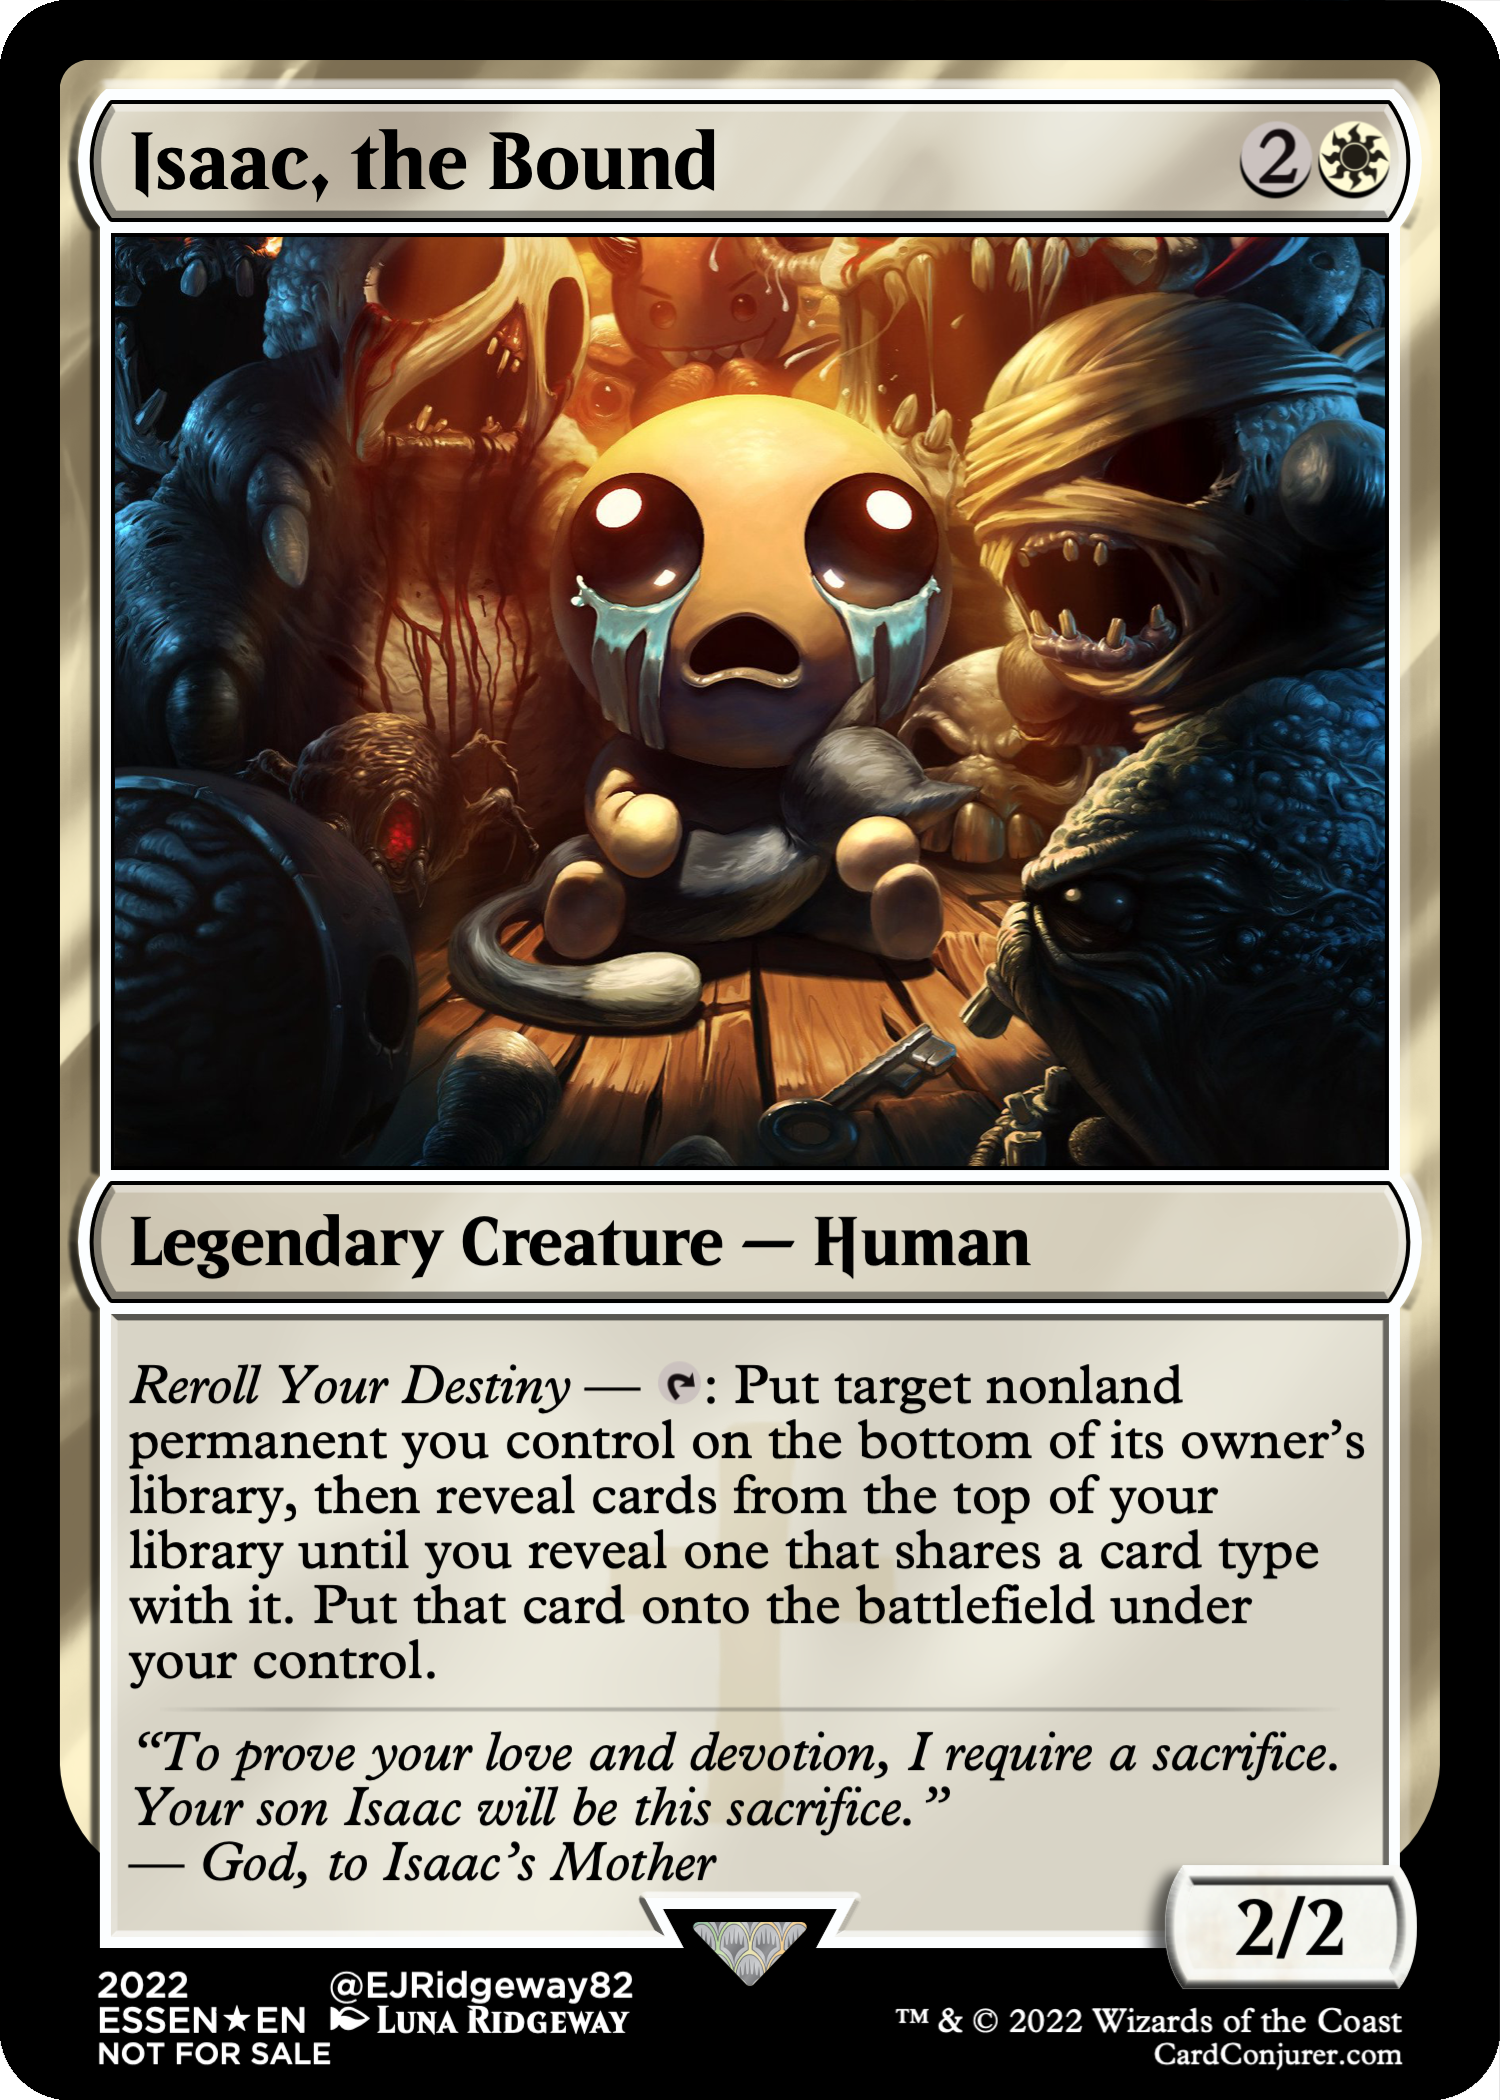 Isaac, the Bound 2
Legendary Creature — Human
Reroll Your Destiny — : Put target nonland
permanent you control on the bottom of its owner’s
library, then reveal cards from the top of your
library until you reveal one that shares a card type
with it. Put that card onto the battlefield under
your control.
“To prove your love and devotion, I require a sacrifice.
Your son Isaac will be this sacrifice.”
— God, to Isaac’s Mother
2/2
2022 @EJRidgeway82
ESSEN★EN LUNA RIDGEWAY
NOT FOR SALE
™ & © 2022 Wizards of the Coast
CardConjurer.com